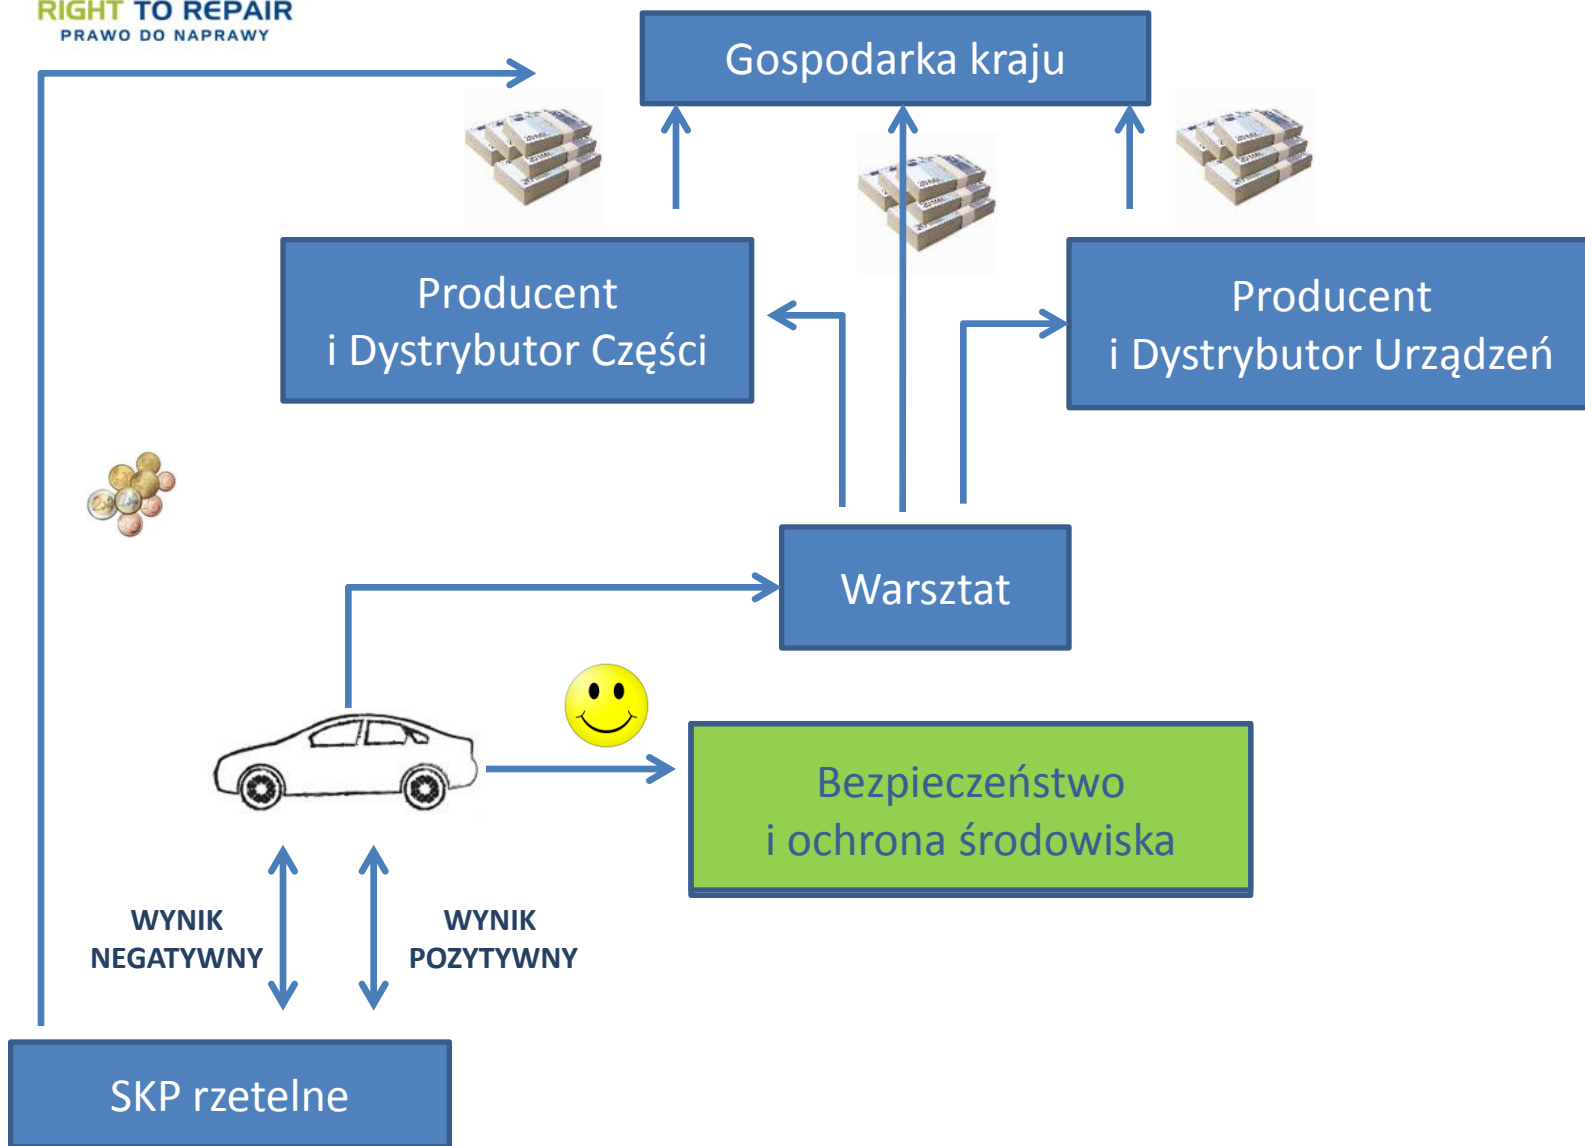 RIGHT TO REPAIR
PRAWO DO NAPRAWY
Gospodarka kraju
Producent
i Dystrybutor Części
Producent
i Dystrybutor Urządzeń
Warsztat
Bezpieczeństwo
i ochrona środowiska
WYNIK
NEGATYWNY
WYNIK
POZYTYWNY
SKP rzetelne